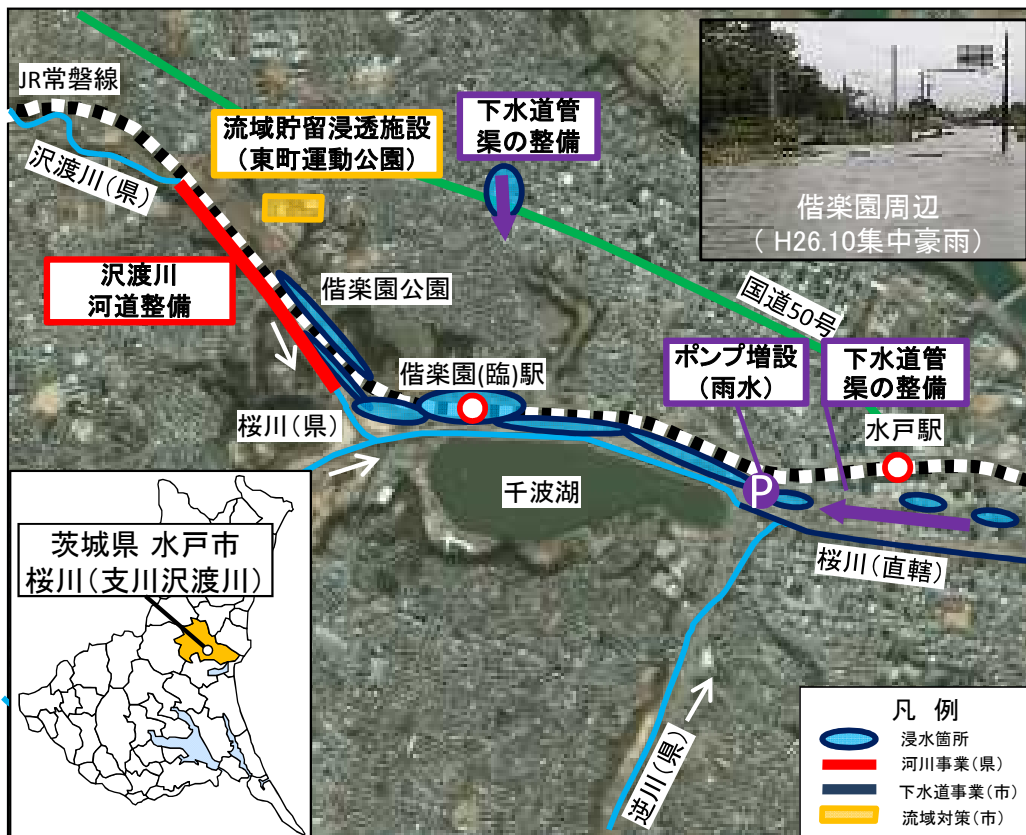 JR常磐線
沢渡川(県)
流域貯留浸透施設
(東町運動公園)
下水道管
渠の整備
偕楽園周辺
( H26.10集中豪雨)
沢渡川
河道整備
偕楽園公園
国道50号
偕楽園(臨)駅
ポンプ増設
(雨水)
下水道管
渠の整備
桜川(県)
水戸駅
P
千波湖
桜川(直轄)
茨城県 水戸市
桜川(支川沢渡川)
逆川(県)
凡 例
浸水箇所
河川事業(県)
下水道事業(市)
流域対策(市)